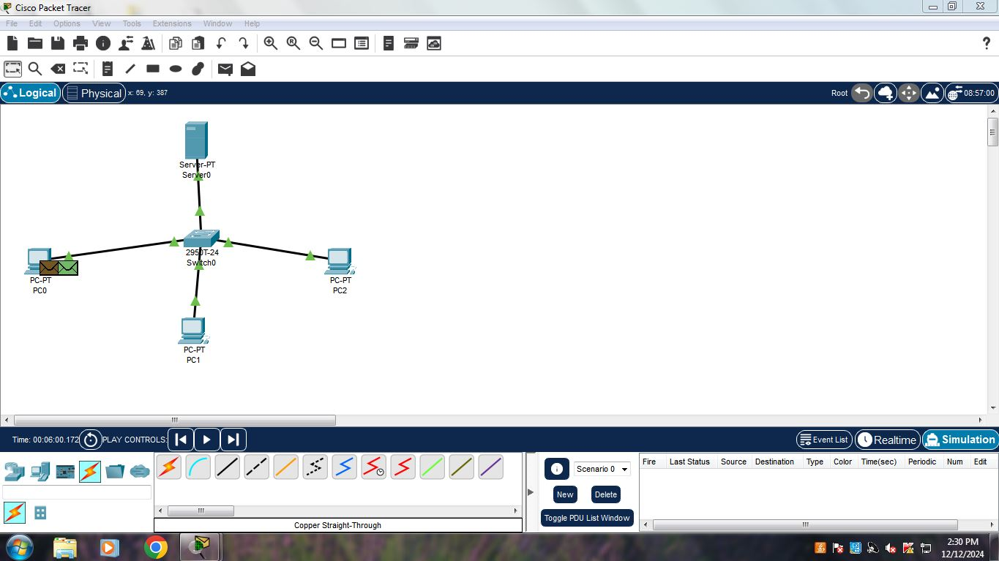 Cisco Packet Tracer
File Edit Options View Tools Extensions Window Help
?
Logical Physical x: 69, y: 387 Root 08:57:00
Server-PT
Server0
2950T-24
Switch0
PC-PT
PC0
PC-PT
PC2
PC-PT
PC1
Time: 00:06:00.172 PLAY CONTROLS: Event List Realtime Simulation
Scenario 0
Fire Last Status Source Destination Type Color Time(sec) Periodic Num Edit
New Delete
Toggle PDU List Window
Copper Straight-Through
2:30 PM
12/12/2024